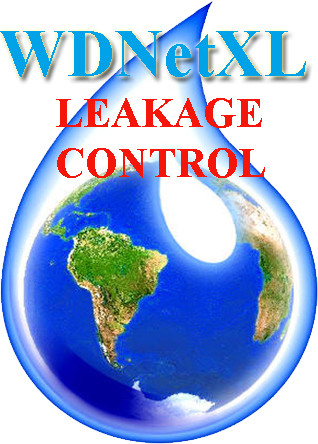 WDNetXL
LEAKAGE
CONTROL